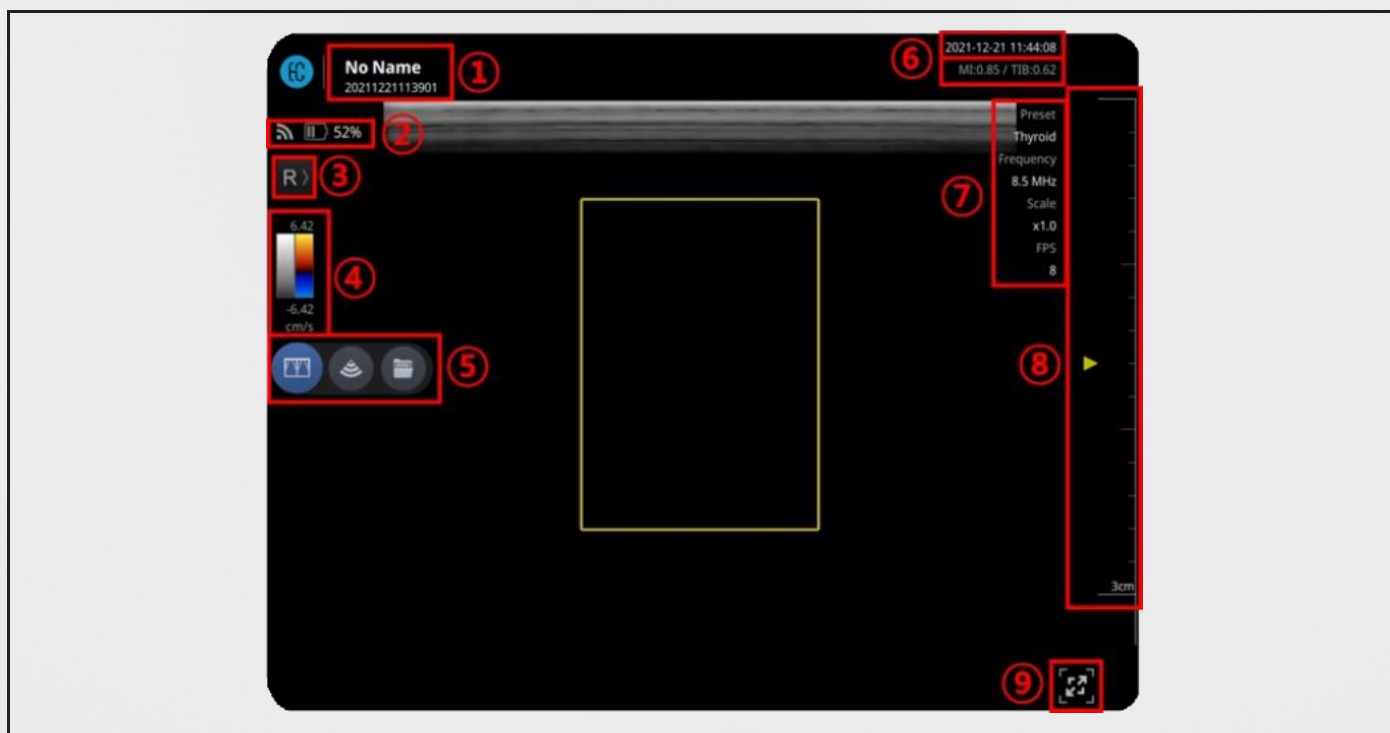 EC
No Name
20211221113901
①
⑥
2021-12-21 11:44:08
MI:0.85 / TIB:0.62
52%
②
R〉
③
Preset
Thyroid
Frequency
8.5 MHz
Scale
x1.0
FPS
8
⑦
6.42
-6.42
cm/s
④
⑤
⑧
3cm
⑨